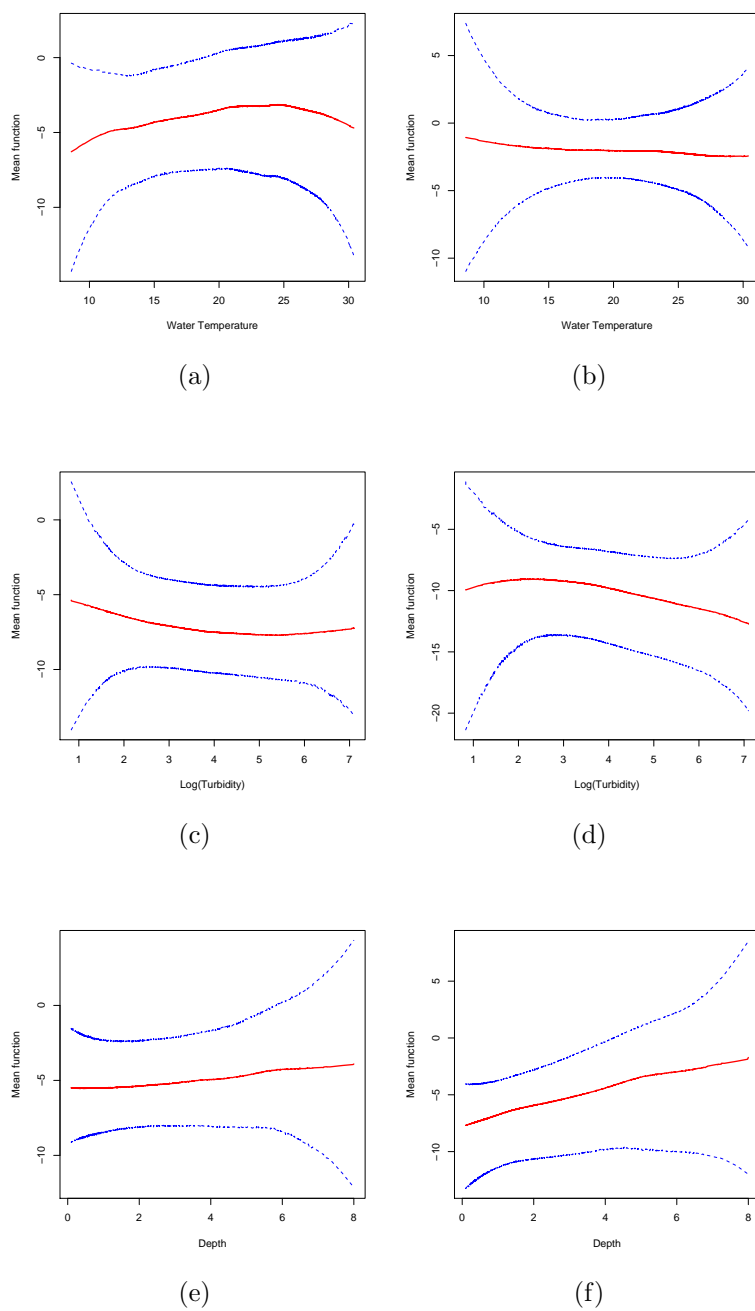 Mean function
0
−5
−10
10 15 20 25 30
Water Temperature
(a)
Mean function
5
0
−5
−10
10 15 20 25 30
Water Temperature
(b)
Mean function
0
−5
−10
1 2 3 4 5 6 7
Log(Turbidity)
(c)
Mean function
−5
−10
−15
−20
1 2 3 4 5 6 7
Log(Turbidity)
(d)
Mean function
0
−5
−10
0 2 4 6 8
Depth
(e)
Mean function
5
0
−5
−10
0 2 4 6 8
Depth
(f)